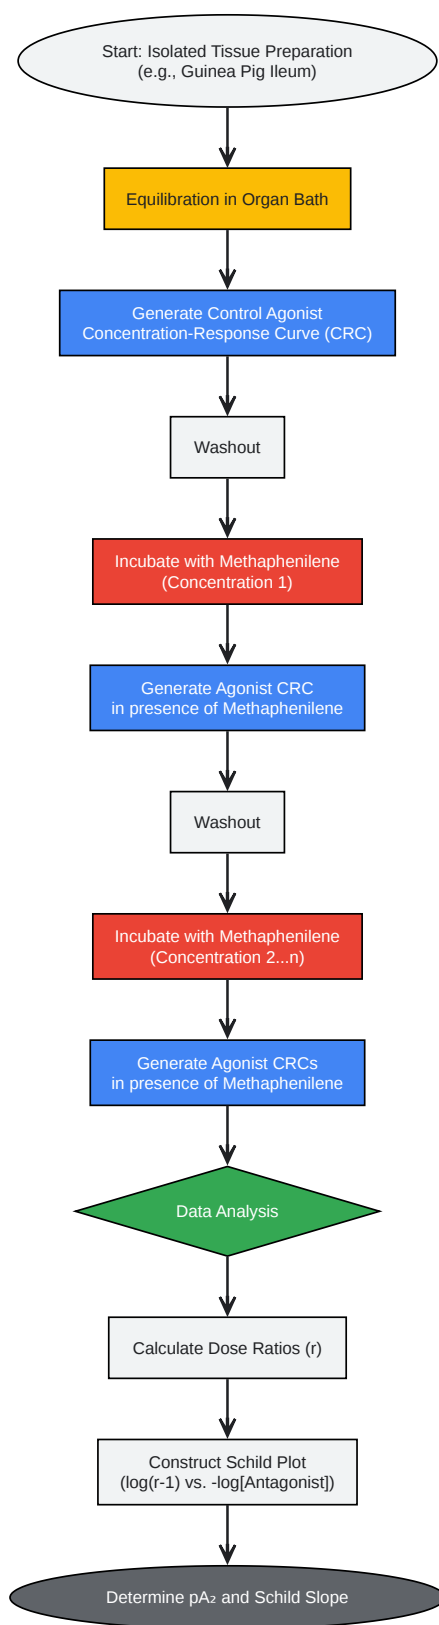 Start: Isolated Tissue Preparation
(e.g., Guinea Pig Ileum)
Equilibration in Organ Bath
Generate Control Agonist
Concentration-Response Curve (CRC)
Washout
Incubate with Methaphenilene
(Concentration 1)
Generate Agonist CRC
in presence of Methaphenilene
Washout
Incubate with Methaphenilene
(Concentration 2...n)
Generate Agonist CRCs
in presence of Methaphenilene
Data Analysis
Calculate Dose Ratios (r)
Construct Schild Plot
(log(r-1) vs. -log[Antagonist])
Determine pA₂ and Schild Slope